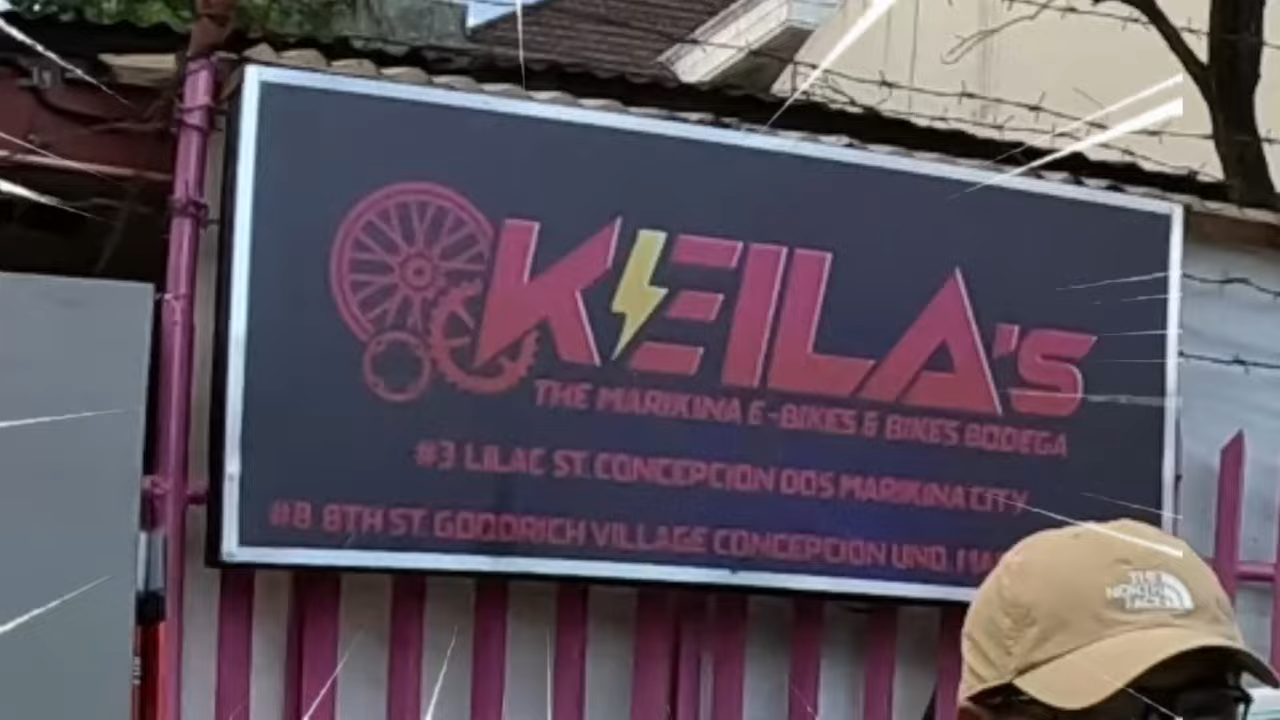 KEILA'S
THE MARIKINA E-BIKES & BIKES BODEGA
#3 LILAC ST. CONCEPCION DOS MARIKINA CITY
#8 8TH ST. GOODRICH VILLAGE CONCEPCION UNO.
THE
NORTH
FACE